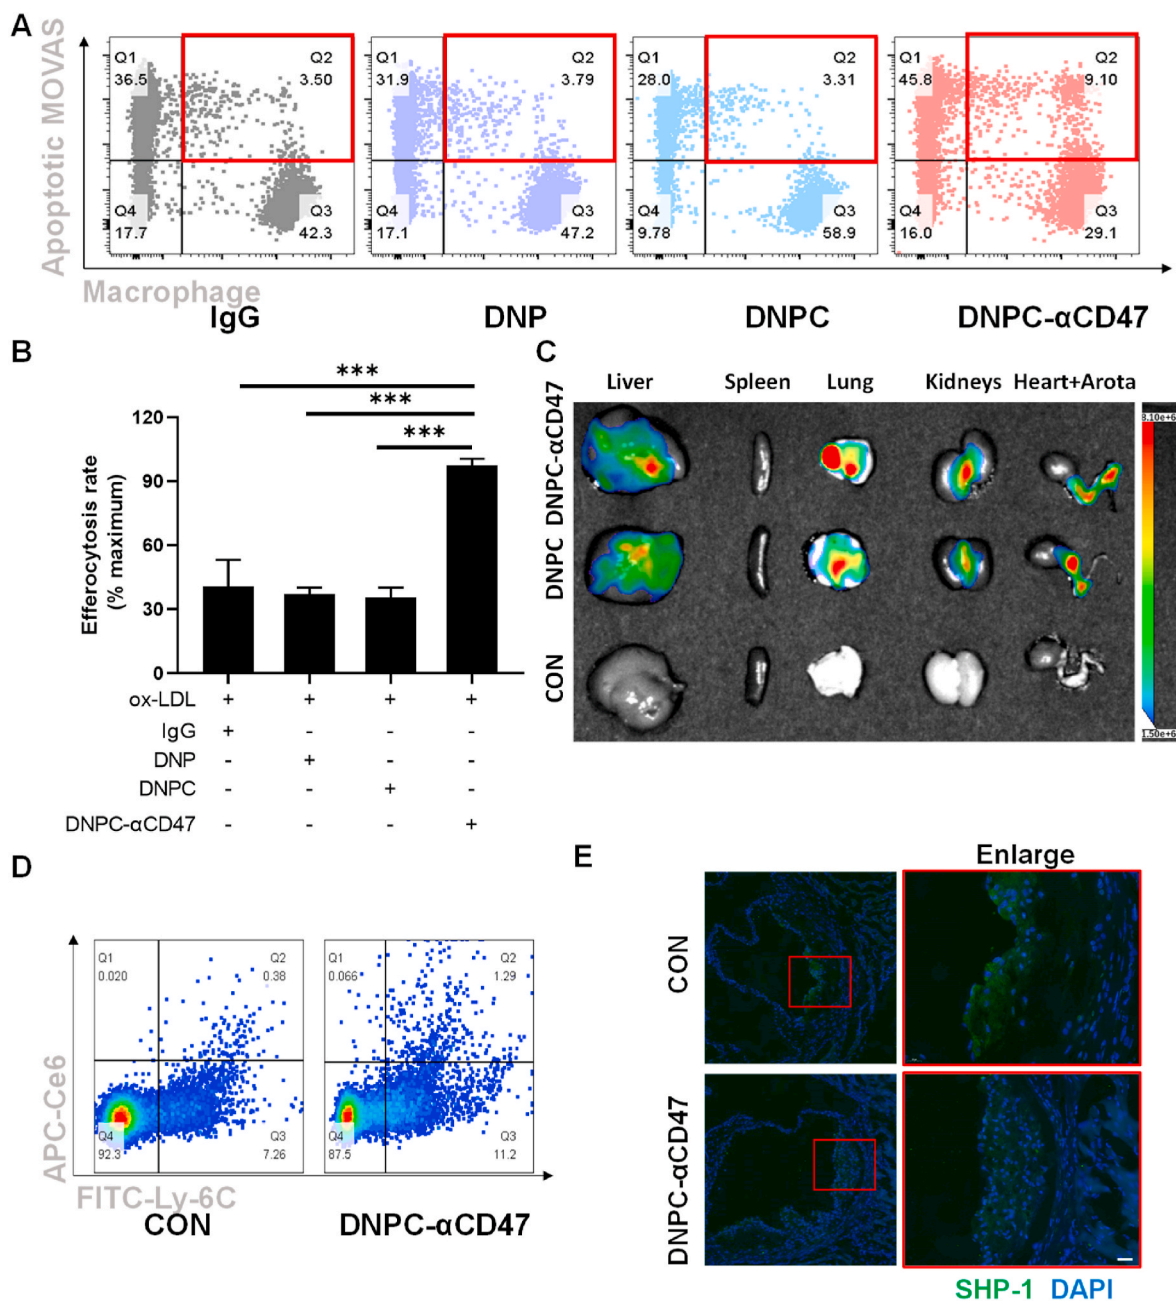 A
Apoptotic MOVAS
Q1
36.5
Q2
3.50
Q4
17.7
Q3
42.3
Q1
31.9
Q2
3.79
Q4
17.1
Q3
47.2
Q1
28.0
Q2
3.31
Q4
9.78
Q3
58.9
Q1
45.8
Q2
9.10
Q4
16.0
Q3
29.1
Macrophage
IgG DNP DNPC DNPC-αCD47
B
Efferocytosis rate
(% maximum)
120
90
60
30
0
***
***
***
ox-LDL + + + +
IgG + - - -
DNP - + - -
DNPC - - + -
DNPC-αCD47 - - - +
C
Liver Spleen Lung Kidneys Heart+Arota
DNPC-αCD47
DNPC
CON
8.10e+6
1.50e+6
D
APC-Ce6
Q1
0.020
Q2
0.38
Q4
92.3
Q3
7.26
Q1
0.066
Q2
1.29
Q4
87.5
Q3
11.2
FITC-Ly-6C
CON DNPC-αCD47
E
Enlarge
CON
DNPC-αCD47
SHP-1 DAPI